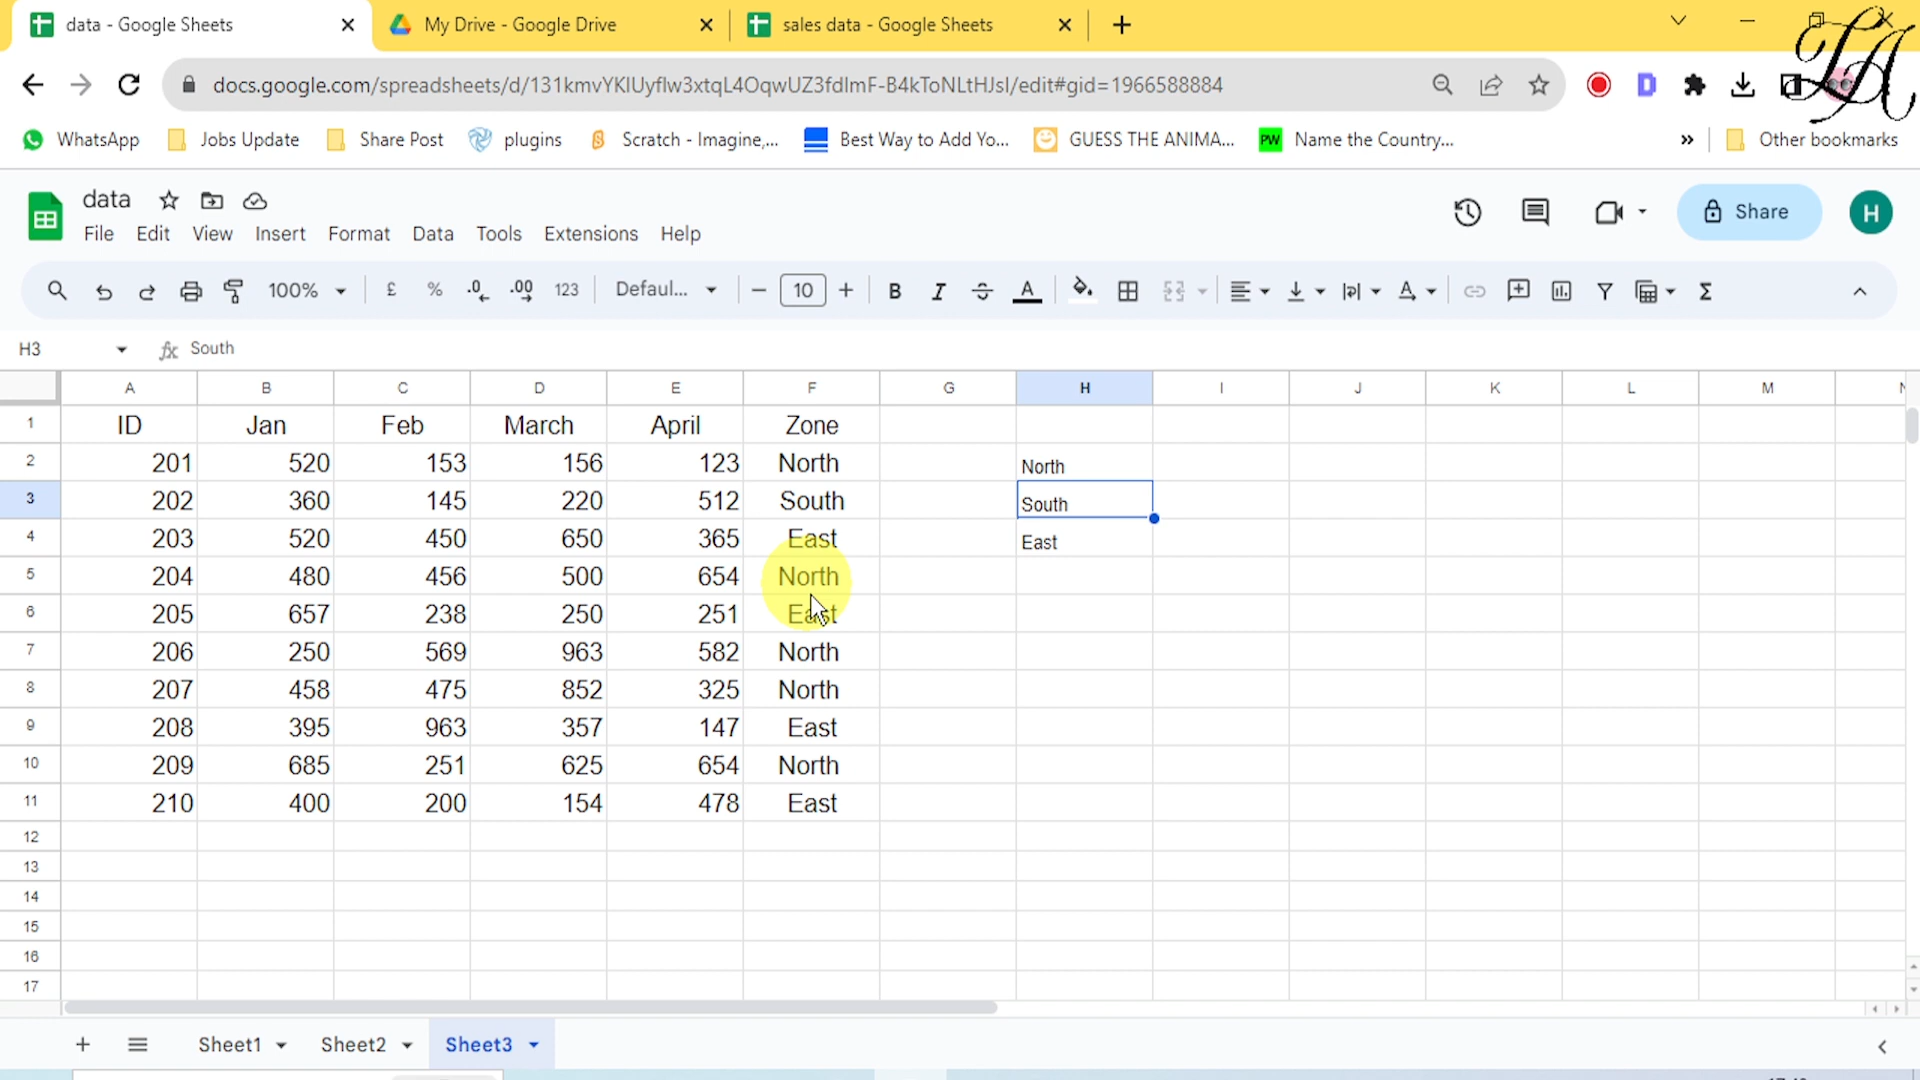 data - Google Sheets
My Drive - Google Drive
sales data - Google Sheets
docs.google.com/spreadsheets/d/131kmvYKIUyflw3xtqL4OqwUZ3fdlmF-B4kToNLtHJsI/edit#gid=1966588884
WhatsApp
Jobs Update
Share Post
plugins
Scratch - Imagine,...
Best Way to Add Yo...
GUESS THE ANIMA...
PW
Name the Country...
Other bookmarks
LA
data
Share
H
File Edit View Insert Format Data Tools Extensions Help
100% £ % .0 .00 123 Defaul... 10 B I A Σ
H3 fx South
A B C D E F G H I J K L M
1 ID Jan Feb March April Zone
2 201 520 153 156 123 North North
3 202 360 145 220 512 South South
4 203 520 450 650 365 East East
5 204 480 456 500 654 North
6 205 657 238 250 251 East
7 206 250 569 963 582 North
8 207 458 475 852 325 North
9 208 395 963 357 147 East
10 209 685 251 625 654 North
11 210 400 200 154 478 East
12
13
14
15
16
17
Sheet1 Sheet2 Sheet3